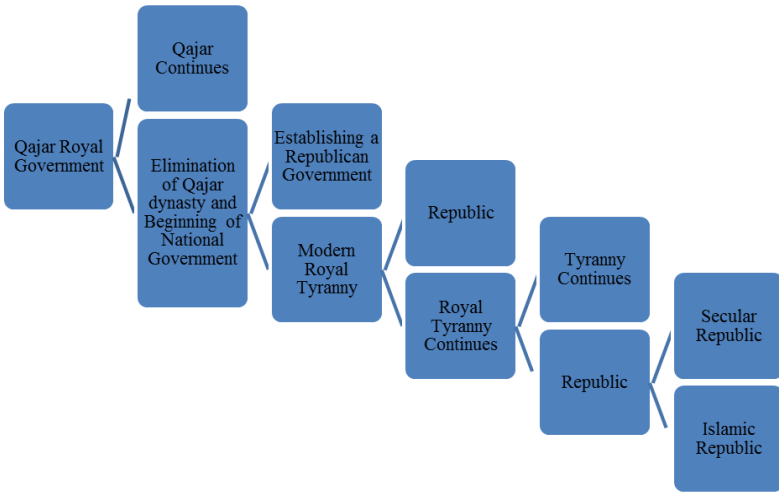 Qajar
Continues
Qajar Royal
Government
Elimination
of Qajar
dynasty and
Beginning of
National
Government
Establishing a
Republican
Government
Modern
Royal
Tyranny
Republic
Royal
Tyranny
Continues
Tyranny
Continues
Republic
Secular
Republic
Islamic
Republic